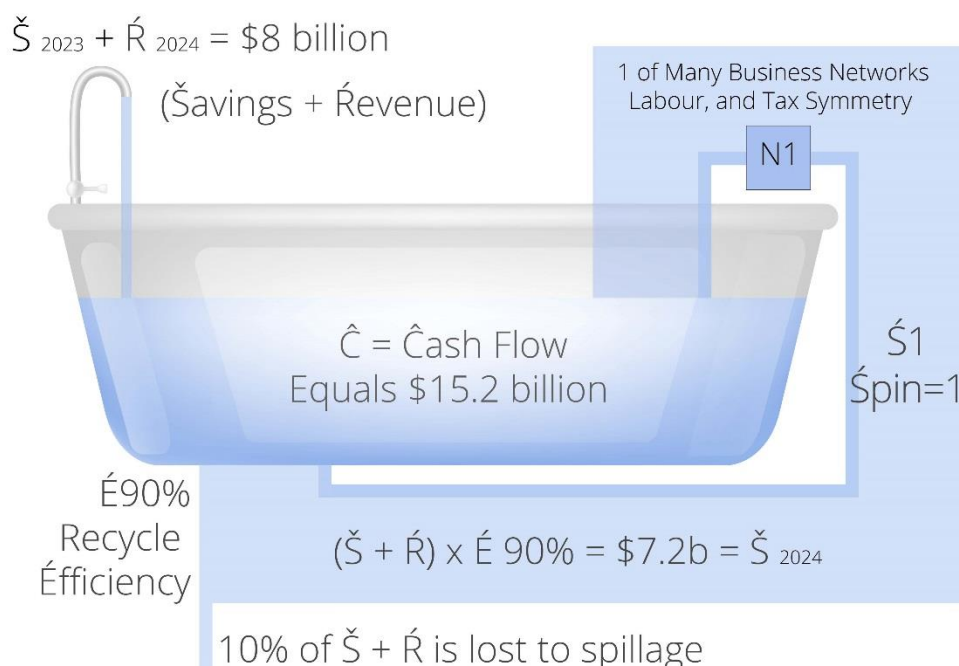 Š 2023 + Ŕ 2024 = $8 billion
(Šavings + Ŕevenue)
1 of Many Business Networks
Labour, and Tax Symmetry
N1
Ĉ = Ĉash Flow
Equals $15.2 billion
Ś1
Śpin=1
É90%
Recycle
Éfficiency
(Š + Ŕ) x É 90% = $7.2b = Š 2024
10% of Š + Ŕ is lost to spillage